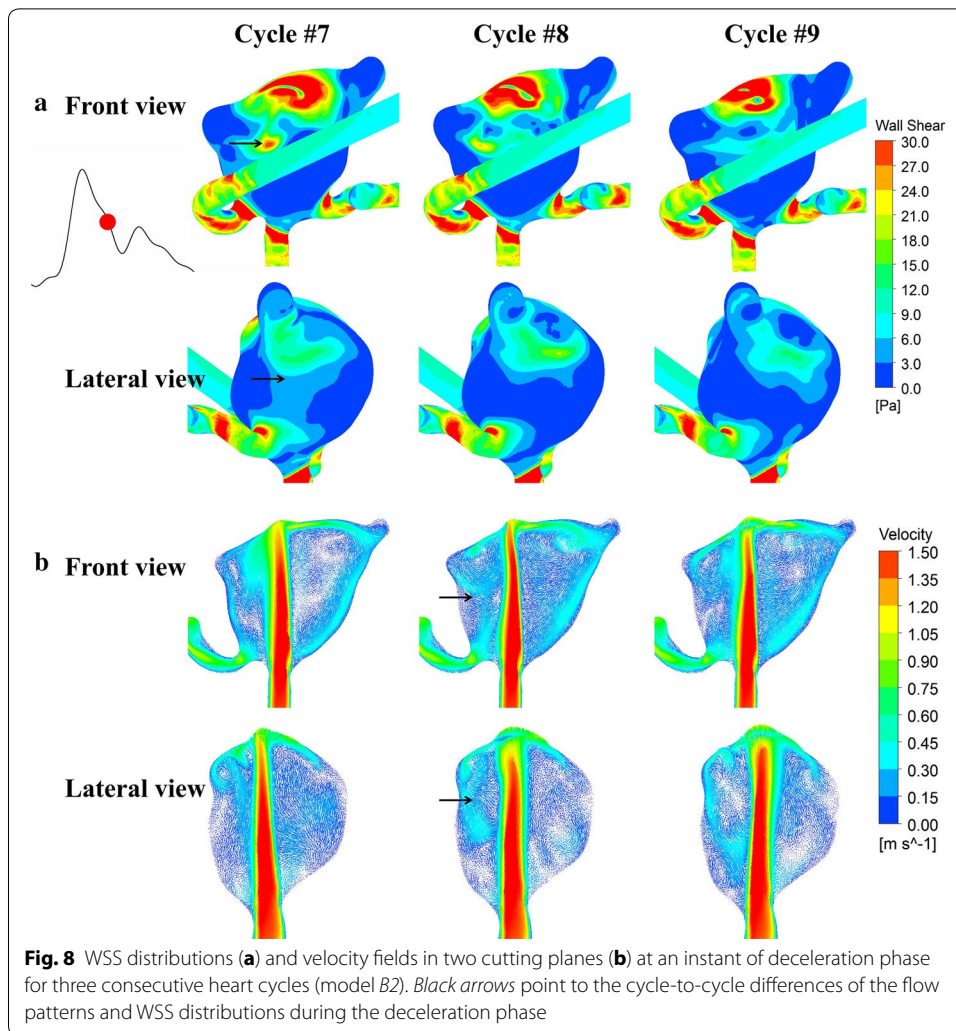 Cycle #7 Cycle #8 Cycle #9
a Front view
Wall Shear
30.0
27.0
24.0
21.0
18.0
15.0
12.0
9.0
6.0
3.0
0.0
[Pa]
Lateral view
b Front view
Velocity
1.50
1.35
1.20
1.05
0.90
0.75
0.60
0.45
0.30
0.15
0.00
[m s^-1]
Lateral view
Fig. 8 WSS distributions (a) and velocity fields in two cutting planes (b) at an instant of deceleration phase
for three consecutive heart cycles (model B2). Black arrows point to the cycle-to-cycle differences of the flow
patterns and WSS distributions during the deceleration phase